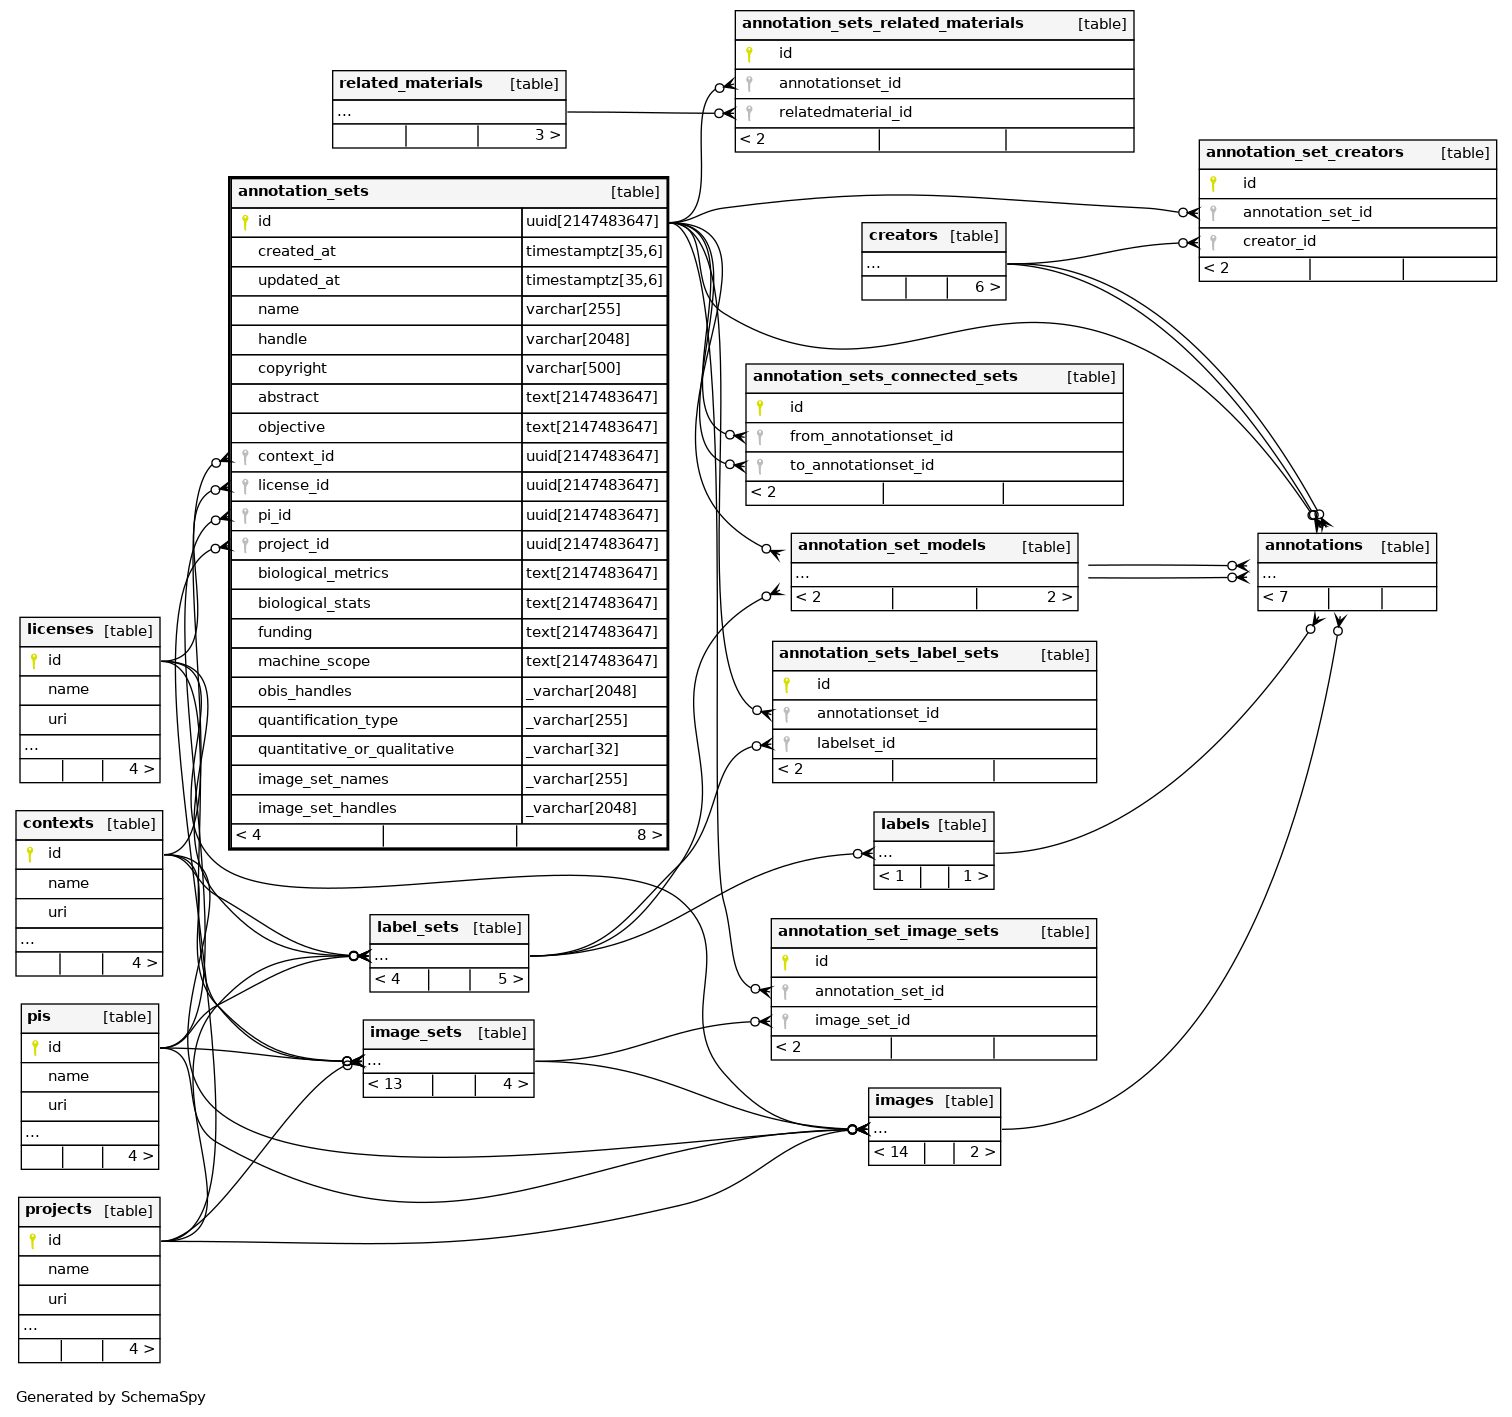 annotation_sets_related_materials [table]
id
annotationset_id
relatedmaterial_id
< 2
related_materials [table]
...
3 >
annotation_set_creators [table]
id
annotation_set_id
creator_id
< 2
annotation_sets [table]
id uuid[2147483647]
created_at timestamptz[35,6]
updated_at timestamptz[35,6]
name varchar[255]
handle varchar[2048]
copyright varchar[500]
abstract text[2147483647]
objective text[2147483647]
context_id uuid[2147483647]
license_id uuid[2147483647]
pi_id uuid[2147483647]
project_id uuid[2147483647]
biological_metrics text[2147483647]
biological_stats text[2147483647]
funding text[2147483647]
machine_scope text[2147483647]
obis_handles _varchar[2048]
quantification_type _varchar[255]
quantitative_or_qualitative _varchar[32]
image_set_names _varchar[255]
image_set_handles _varchar[2048]
< 4 8 >
creators [table]
...
6 >
annotation_sets_connected_sets [table]
id
from_annotationset_id
to_annotationset_id
< 2
annotation_set_models [table]
...
< 2 2 >
annotations [table]
...
< 7
annotation_sets_label_sets [table]
id
annotationset_id
labelset_id
< 2
licenses [table]
id
name
uri
...
4 >
contexts [table]
id
name
uri
...
4 >
labels [table]
...
< 1 1 >
label_sets [table]
...
< 4 5 >
annotation_set_image_sets [table]
id
annotation_set_id
image_set_id
< 2
pis [table]
id
name
uri
...
4 >
image_sets [table]
...
< 13 4 >
images [table]
...
< 14 2 >
projects [table]
id
name
uri
...
4 >
Generated by SchemaSpy